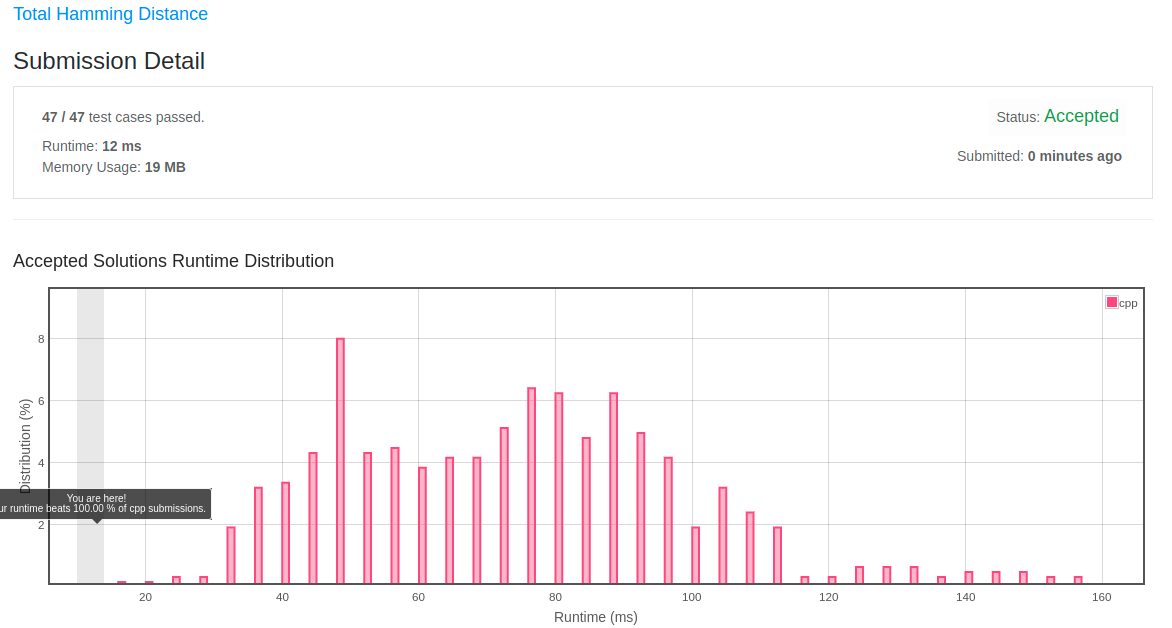 Total Hamming Distance
Submission Detail
47 / 47 test cases passed.
Status: Accepted
Runtime: 12 ms
Submitted: 0 minutes ago
Memory Usage: 19 MB
Accepted Solutions Runtime Distribution
cpp
Distribution (%)
8
6
4
2
You are here!
ur runtime beats 100.00 % of cpp submissions.
20 40 60 80 100 120 140 160
Runtime (ms)